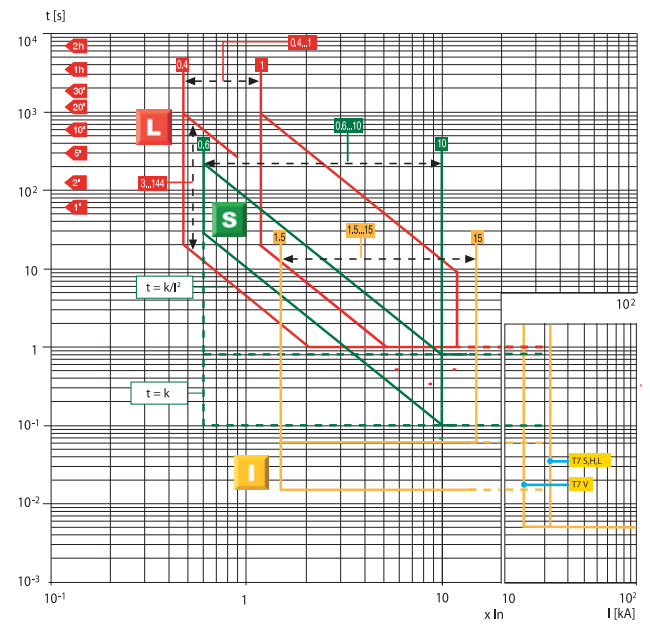 t [s]
10⁴
2h
0.4...1
1h
0,4
1
30'
20'
10³
10'
L
0.6...10
5'
0,6
10
3...144
2'
10²
1'
S
1.5
1.5...15
15
10
t = k/I²
10²
1
t = k
10⁻¹
I
T7 S,H,L
T7 V
10⁻²
10⁻³
10⁻¹
1
10
x In
10
10²
I [kA]